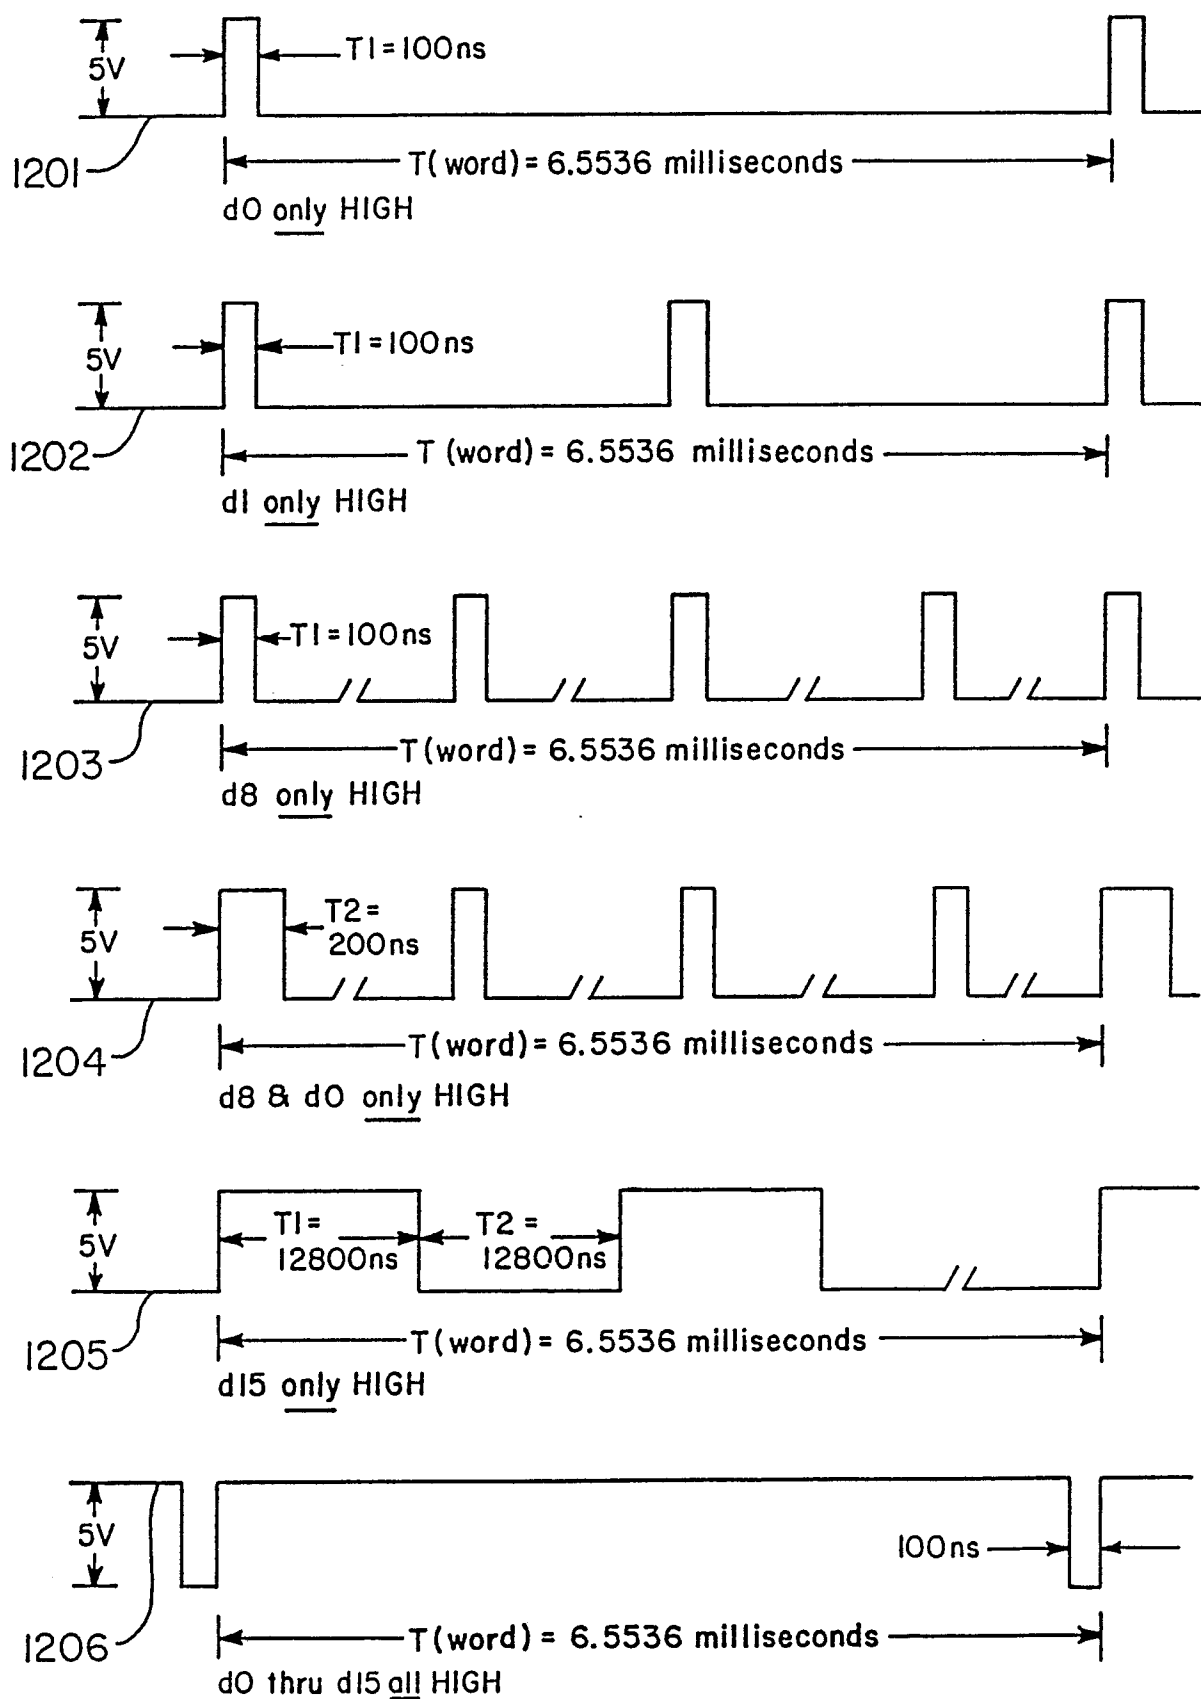 5V
T1=100ns
1201
T(word)= 6.5536 milliseconds
d0 only HIGH
5V
T1=100ns
1202
T (word)= 6.5536 milliseconds
d1 only HIGH
5V
T1=100ns
1203
T(word)= 6.5536 milliseconds
d8 only HIGH
5V
T2=
200ns
1204
T(word)= 6.5536 milliseconds
d8 & d0 only HIGH
5V
T1=
12800ns
T2=
12800ns
1205
T(word)= 6.5536 milliseconds
d15 only HIGH
5V
100ns
1206
T(word) = 6.5536 milliseconds
d0 thru d15 all HIGH